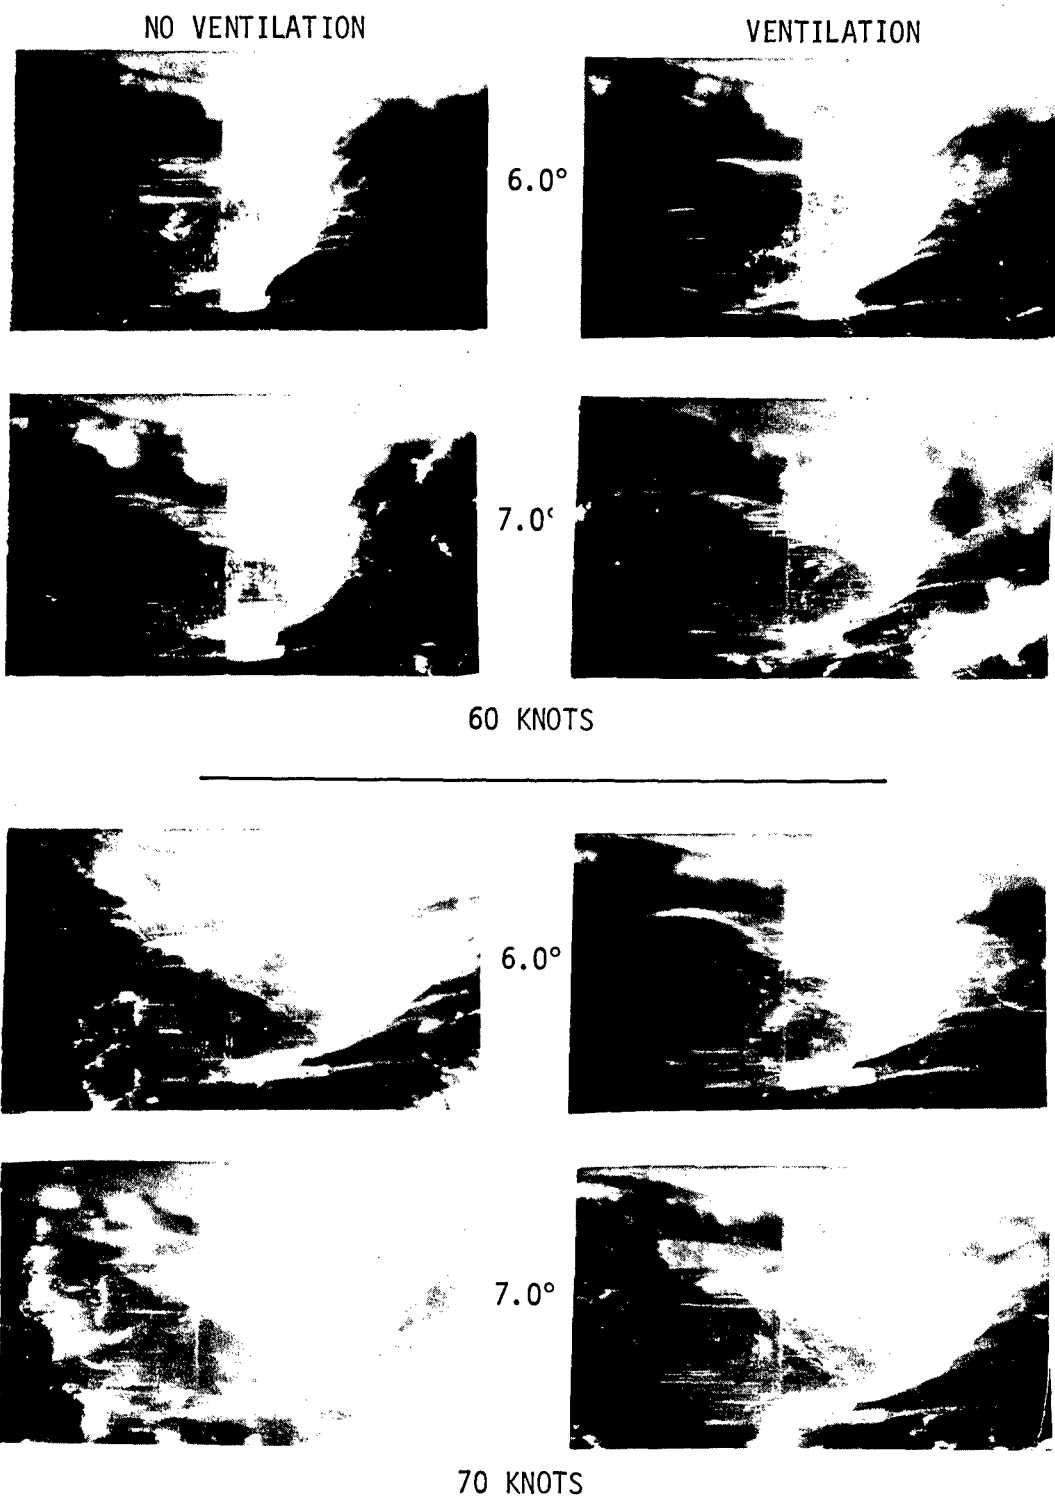 NO VENTILATION
VENTILATION
6.0°
7.0°
60 KNOTS
6.0°
7.0°
70 KNOTS